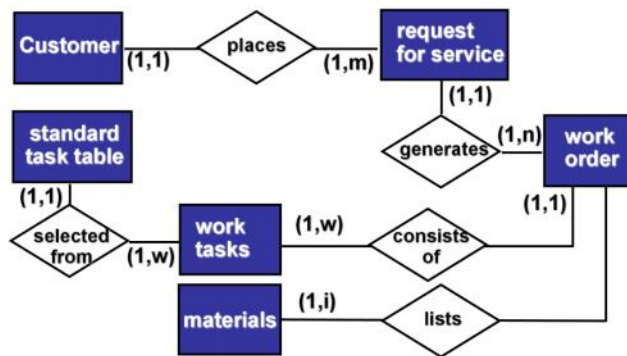 Customer
(1,1)
places
(1,m)
request
for service
(1,1)
generates
(1,n)
work
order
standard
task table
(1,1)
selected
from
(1,w)
work
tasks
(1,w)
consists
of
(1,1)
materials
(1,i)
lists